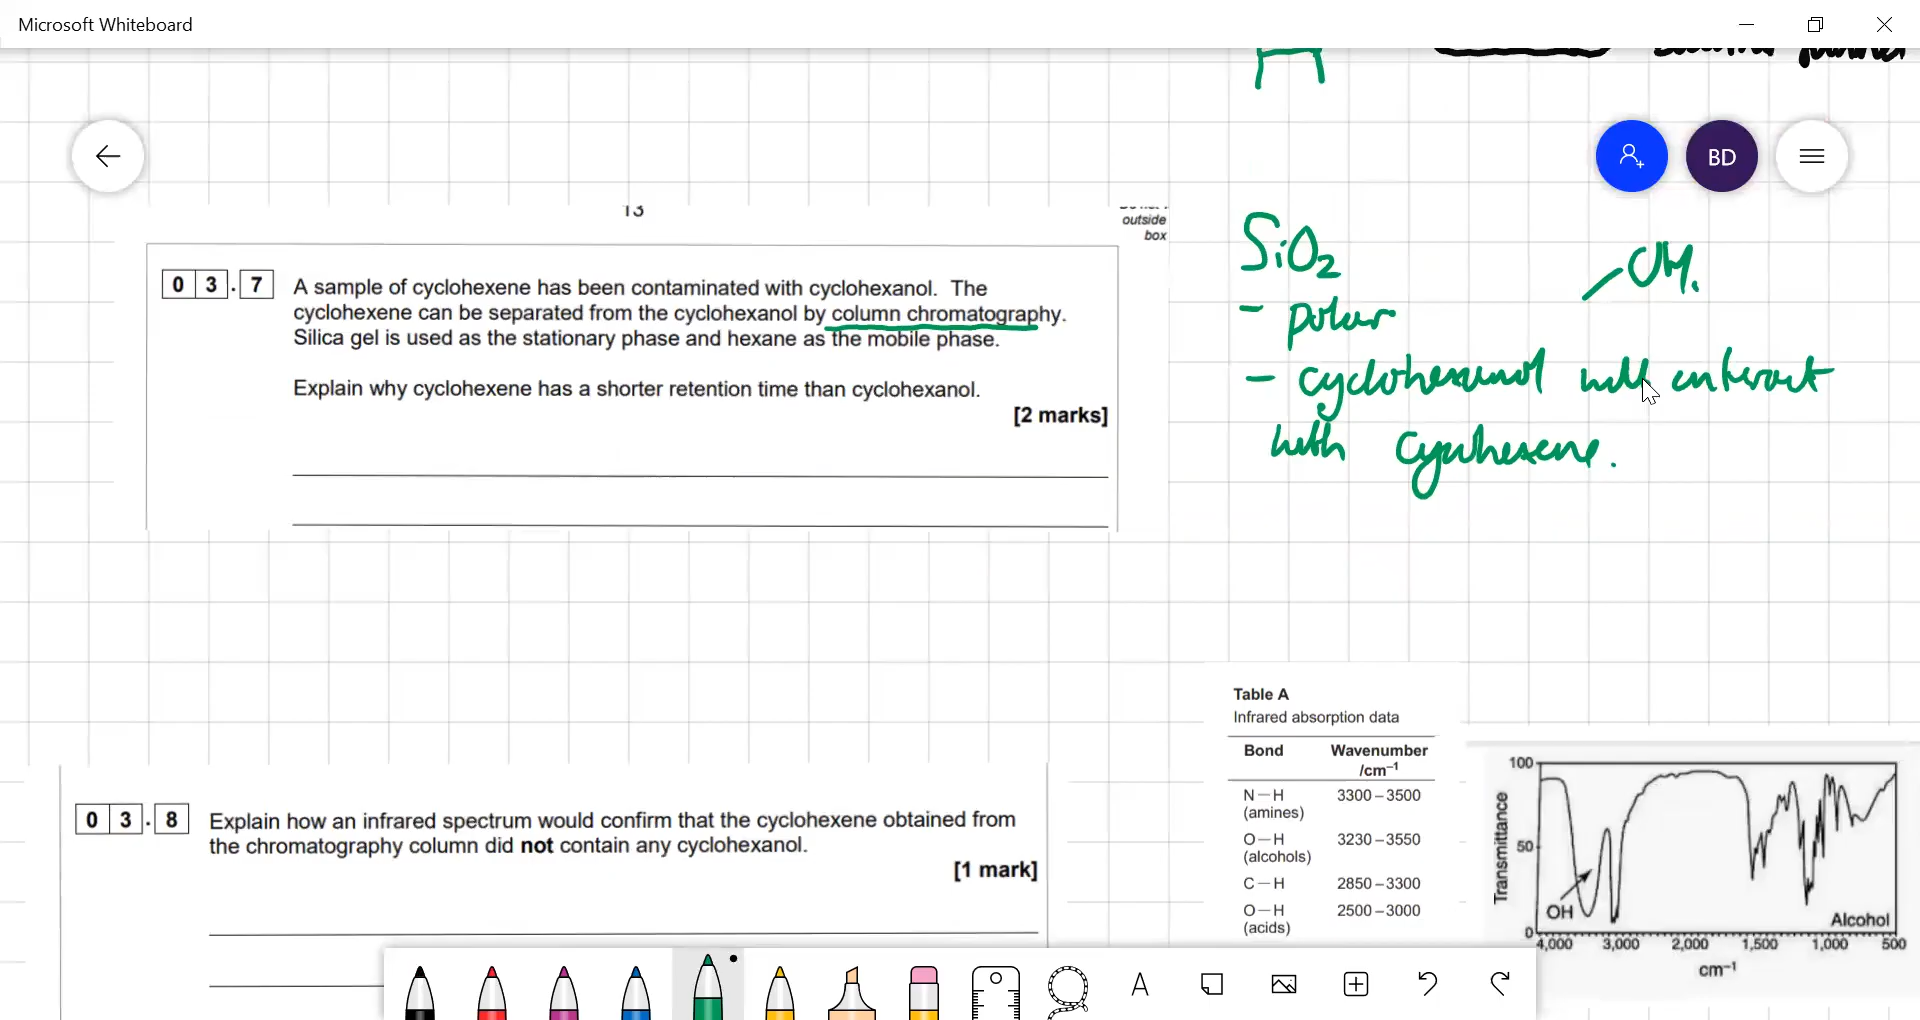 Microsoft Whiteboard
BD
13
outside
box
0 3 . 7
A sample of cyclohexene has been contaminated with cyclohexanol. The
cyclohexene can be separated from the cyclohexanol by column chromatography.
Silica gel is used as the stationary phase and hexane as the mobile phase.
Explain why cyclohexene has a shorter retention time than cyclohexanol.
[2 marks]
SiO2
OH.
- polar
- cyclohexanol will interact
with cyclohexene.
0 3 . 8
Explain how an infrared spectrum would confirm that the cyclohexene obtained from
the chromatography column did not contain any cyclohexanol.
[1 mark]
Table A
Infrared absorption data
Bond Wavenumber
/cm–1
N–H 3300–3500
(amines)
O–H 3230–3550
(alcohols)
C–H 2850–3300
O–H 2500–3000
(acids)
Transmittance
100
50
0
OH
Alcohol
4,000 3,000 2,000 1,500 1,000 500
cm–1
A